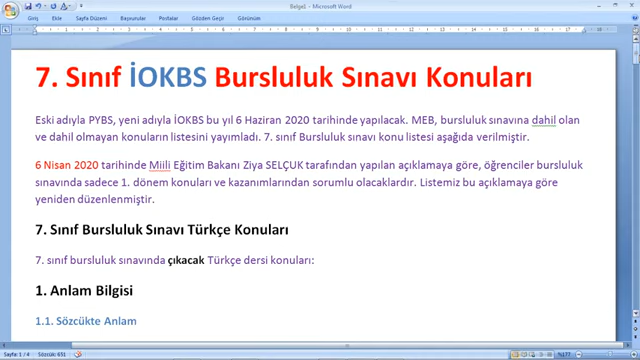 Belge1 - Microsoft Word
Giriş Ekle Sayfa Düzeni Başvurular Postalar Gözden Geçir Görünüm
7. Sınıf İOKBS Bursluluk Sınavı Konuları
Eski adıyla PYBS, yeni adıyla İOKBS bu yıl 6 Haziran 2020 tarihinde yapılacak. MEB, bursluluk sınavına dahil olan
ve dahil olmayan konuların listesini yayımladı. 7. sınıf Bursluluk sınavı konu listesi aşağıda verilmiştir.
6 Nisan 2020 tarihinde Miili Eğitim Bakanı Ziya SELÇUK tarafından yapılan açıklamaya göre, öğrenciler bursluluk
sınavında sadece 1. dönem konuları ve kazanımlarından sorumlu olacaklardır. Listemiz bu açıklamaya göre
yeniden düzenlenmiştir.
7. Sınıf Bursluluk Sınavı Türkçe Konuları
7. sınıf bursluluk sınavında çıkacak Türkçe dersi konuları:
1. Anlam Bilgisi
1.1. Sözcükte Anlam
Sayfa: 1 / 4 Sözcük: 651 %177